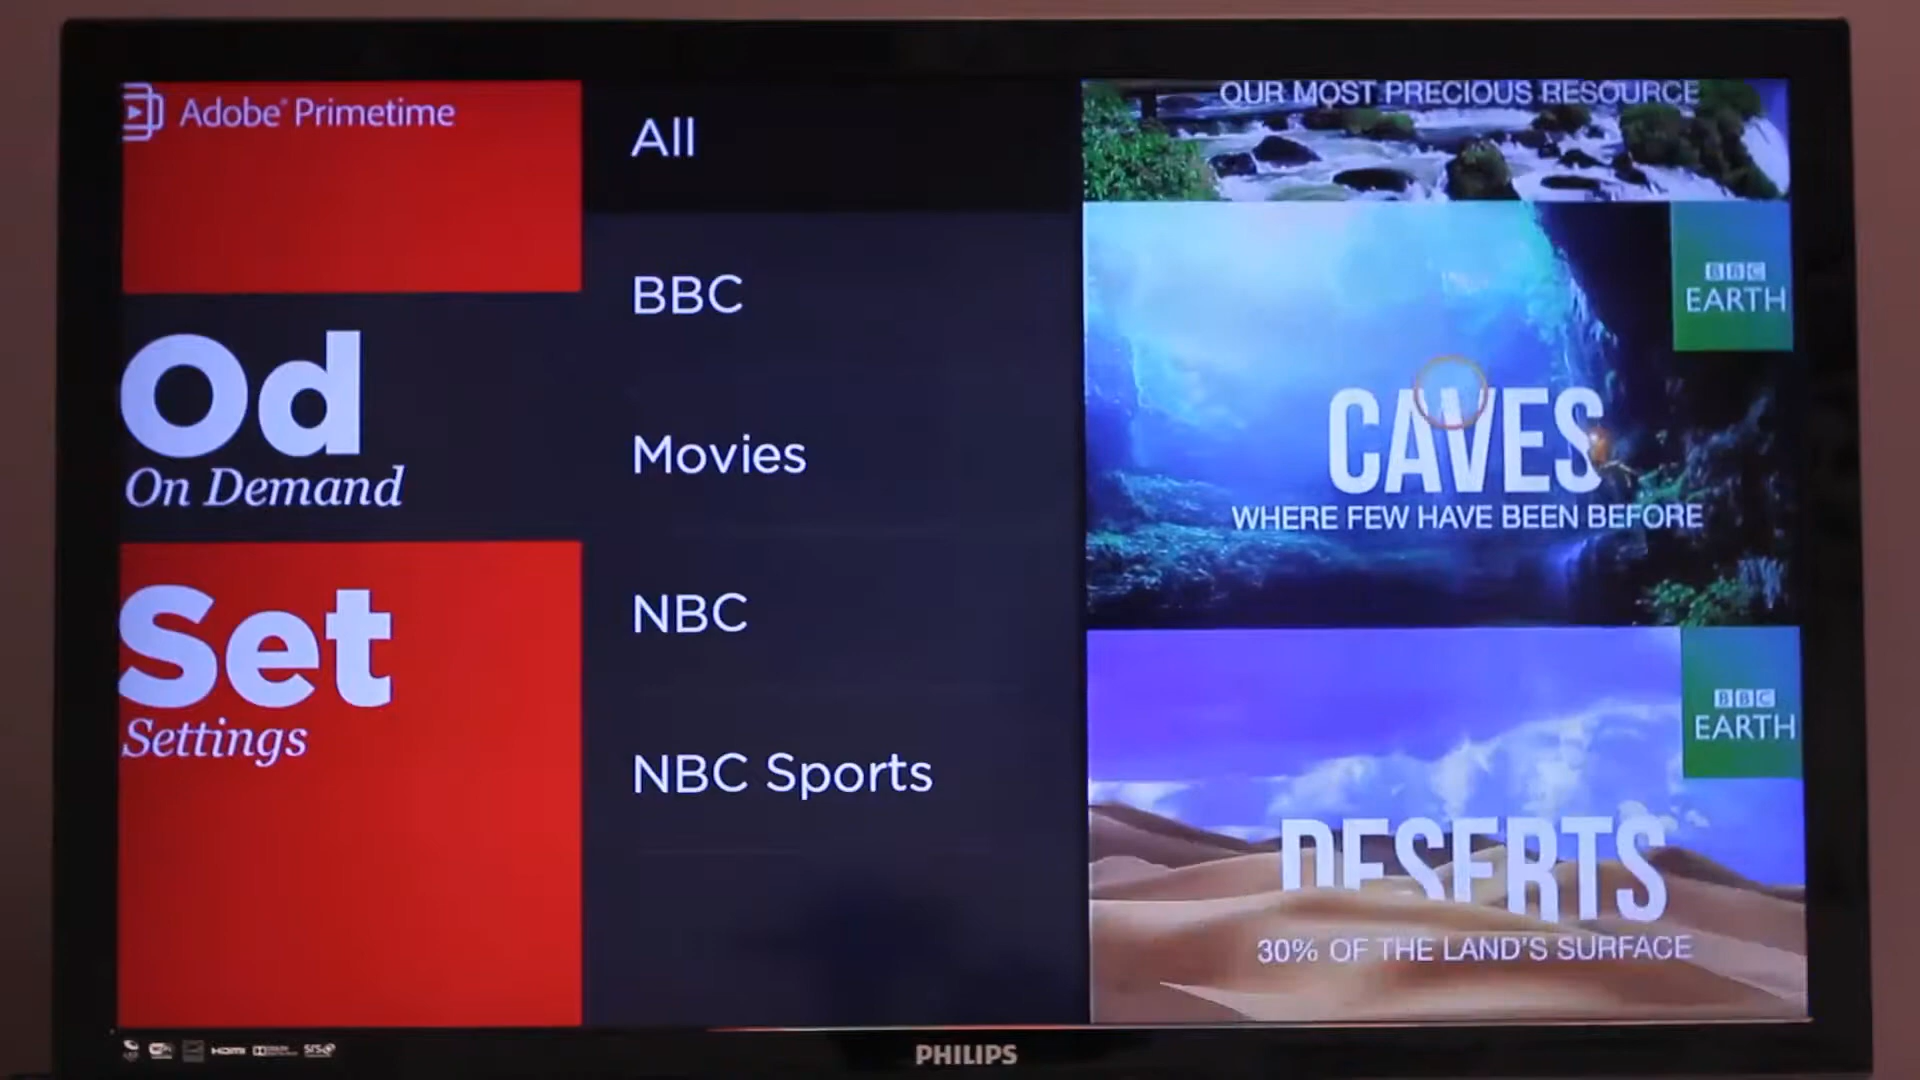 Adobe® Primetime
Od
On Demand
Set
Settings
All
BBC
Movies
NBC
NBC Sports
OUR MOST PRECIOUS RESOURCE
BBC
EARTH
CAVES
WHERE FEW HAVE BEEN BEFORE
BBC
EARTH
DESERTS
30% OF THE LAND'S SURFACE
HDMI
PHILIPS